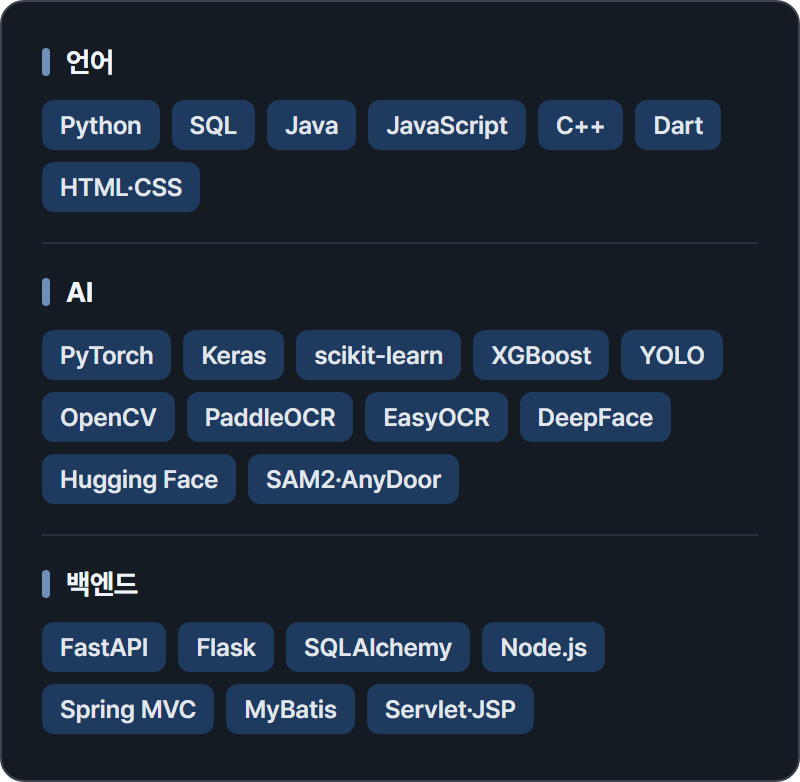 언어
Python SQL Java JavaScript C++ Dart
HTML·CSS
AI
PyTorch Keras scikit-learn XGBoost YOLO
OpenCV PaddleOCR EasyOCR DeepFace
Hugging Face SAM2·AnyDoor
백엔드
FastAPI Flask SQLAlchemy Node.js
Spring MVC MyBatis Servlet·JSP